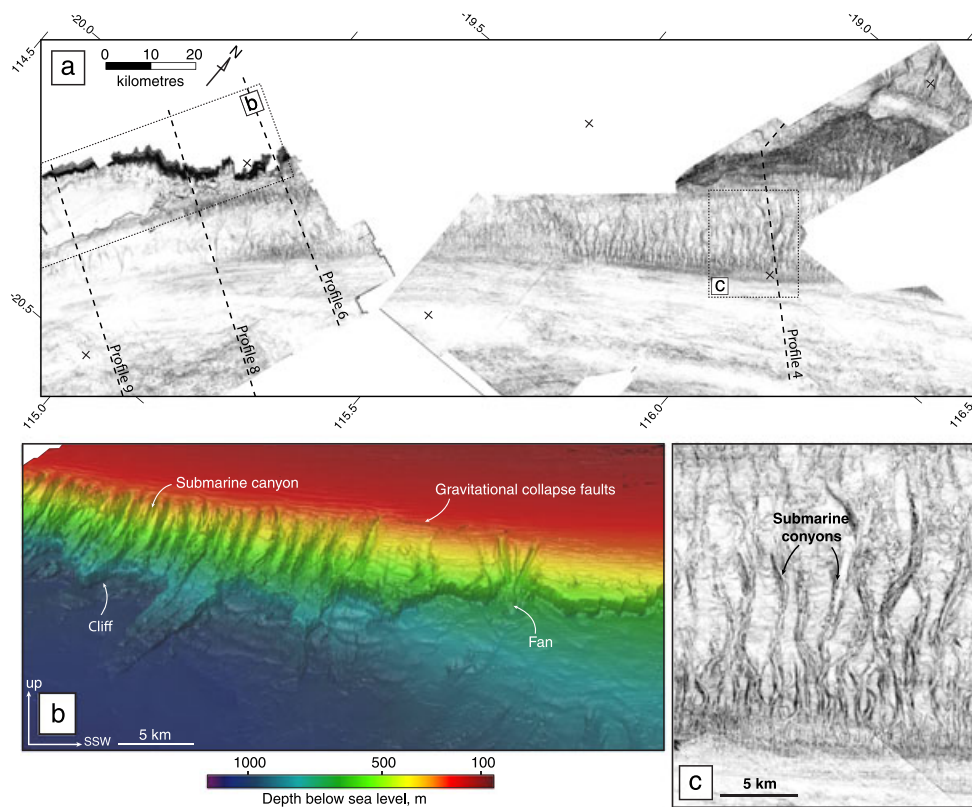 -20.0
-19.5
-19.0
114.5
a
0 10 20
kilometres
N
b
-20.5
Profile 9
Profile 8
Profile 6
c
Profile 4
115.0
115.5
116.0
116.5
Submarine canyon
Gravitational collapse faults
Cliff
Fan
up
b
SSW
5 km
1000 500 100
Depth below sea level, m
Submarine
conyons
c
5 km